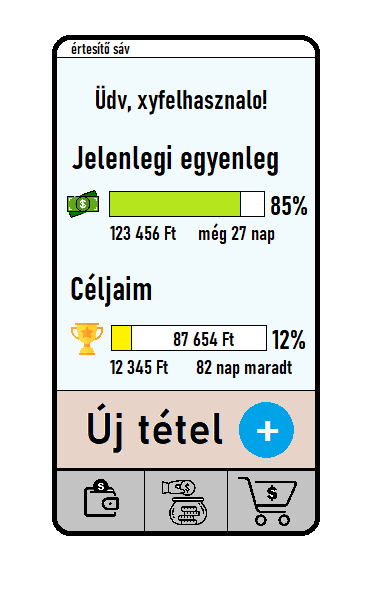 értesítő sáv
Üdv, xyfelhasznalo!
Jelenlegi egyenleg
85%
123 456 Ft még 27 nap
Céljaim
87 654 Ft 12%
12 345 Ft 82 nap maradt
Új tétel +